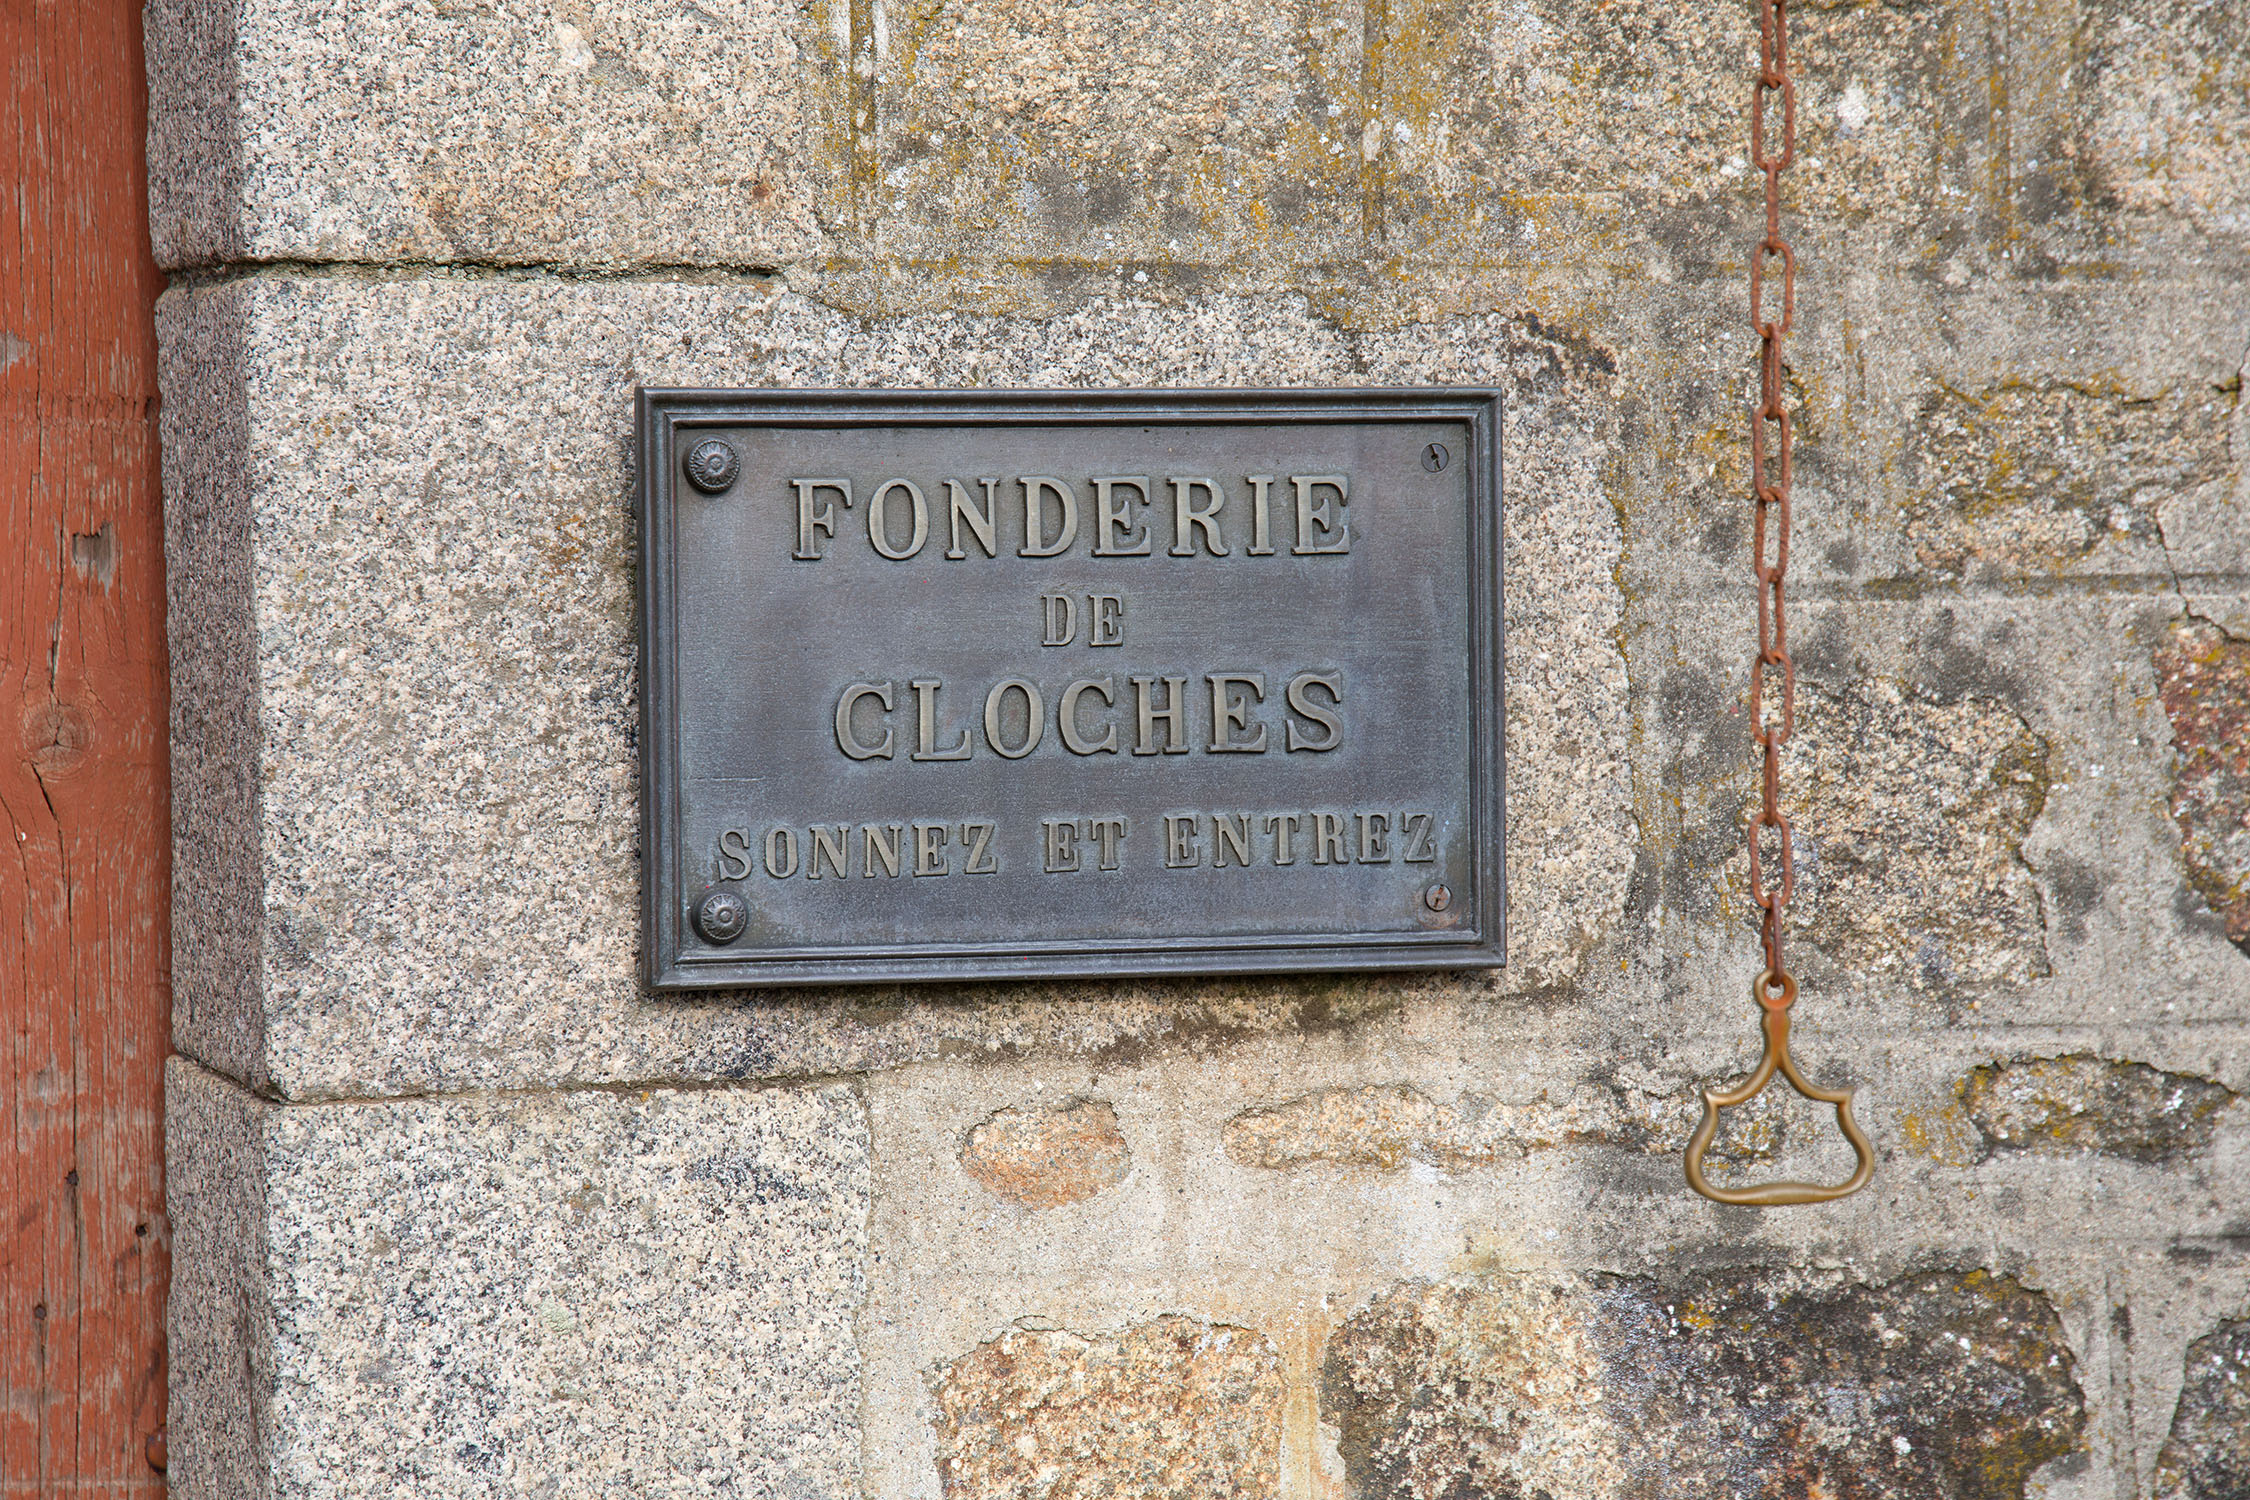 FONDERIE
DE
CLOCHES
SONNEZ ET ENTREZ